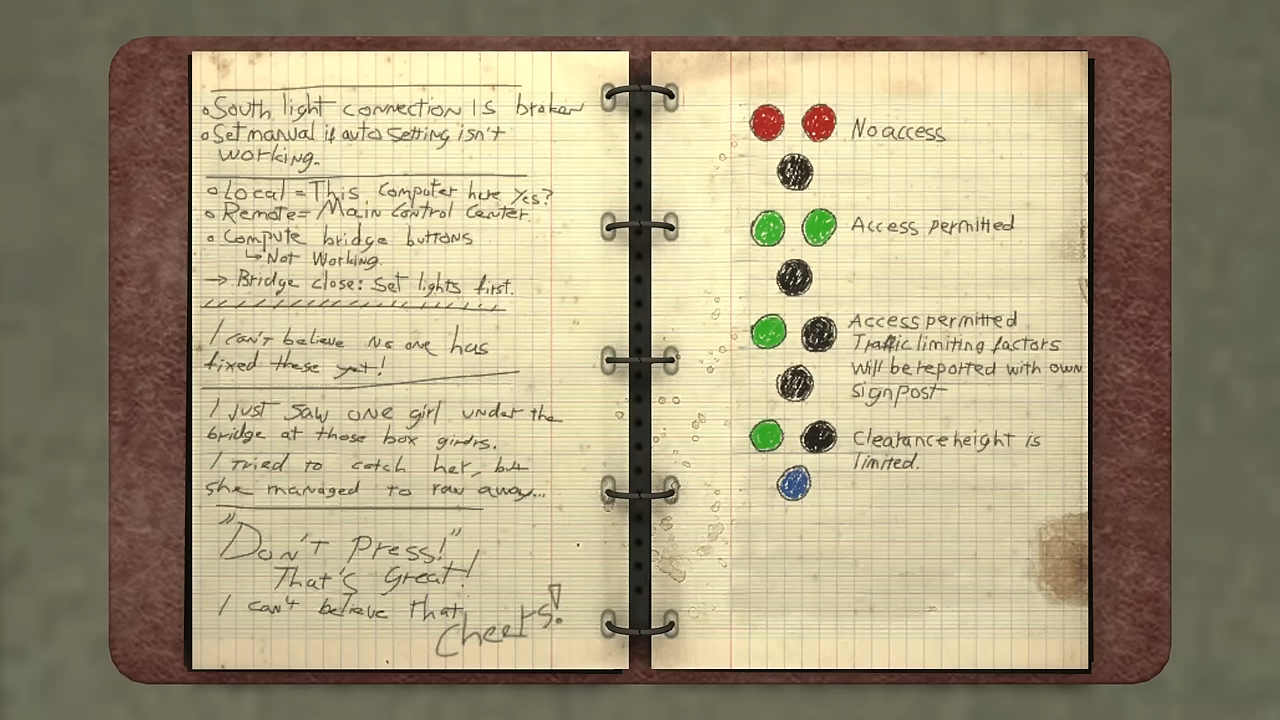 South light connection IS broken
Set manual if auto setting isn't
working.
Local = This computer here yes?
Remote = Main Control Center.
Compute bridge buttons
↳ Not Working.
→ Bridge close: Set lights first.
I can't believe no one has
fixed these yet!
I just saw one girl under the
bridge at those box girdrs.
I tried to catch her, but
she managed to ran away...
"Don't Press!"
That's Great!
I can't believe that
Cheers!
No access
Access permitted
Access permitted
Traffic limiting factors
will be reported with own
sign post
Clearance height is
limited.